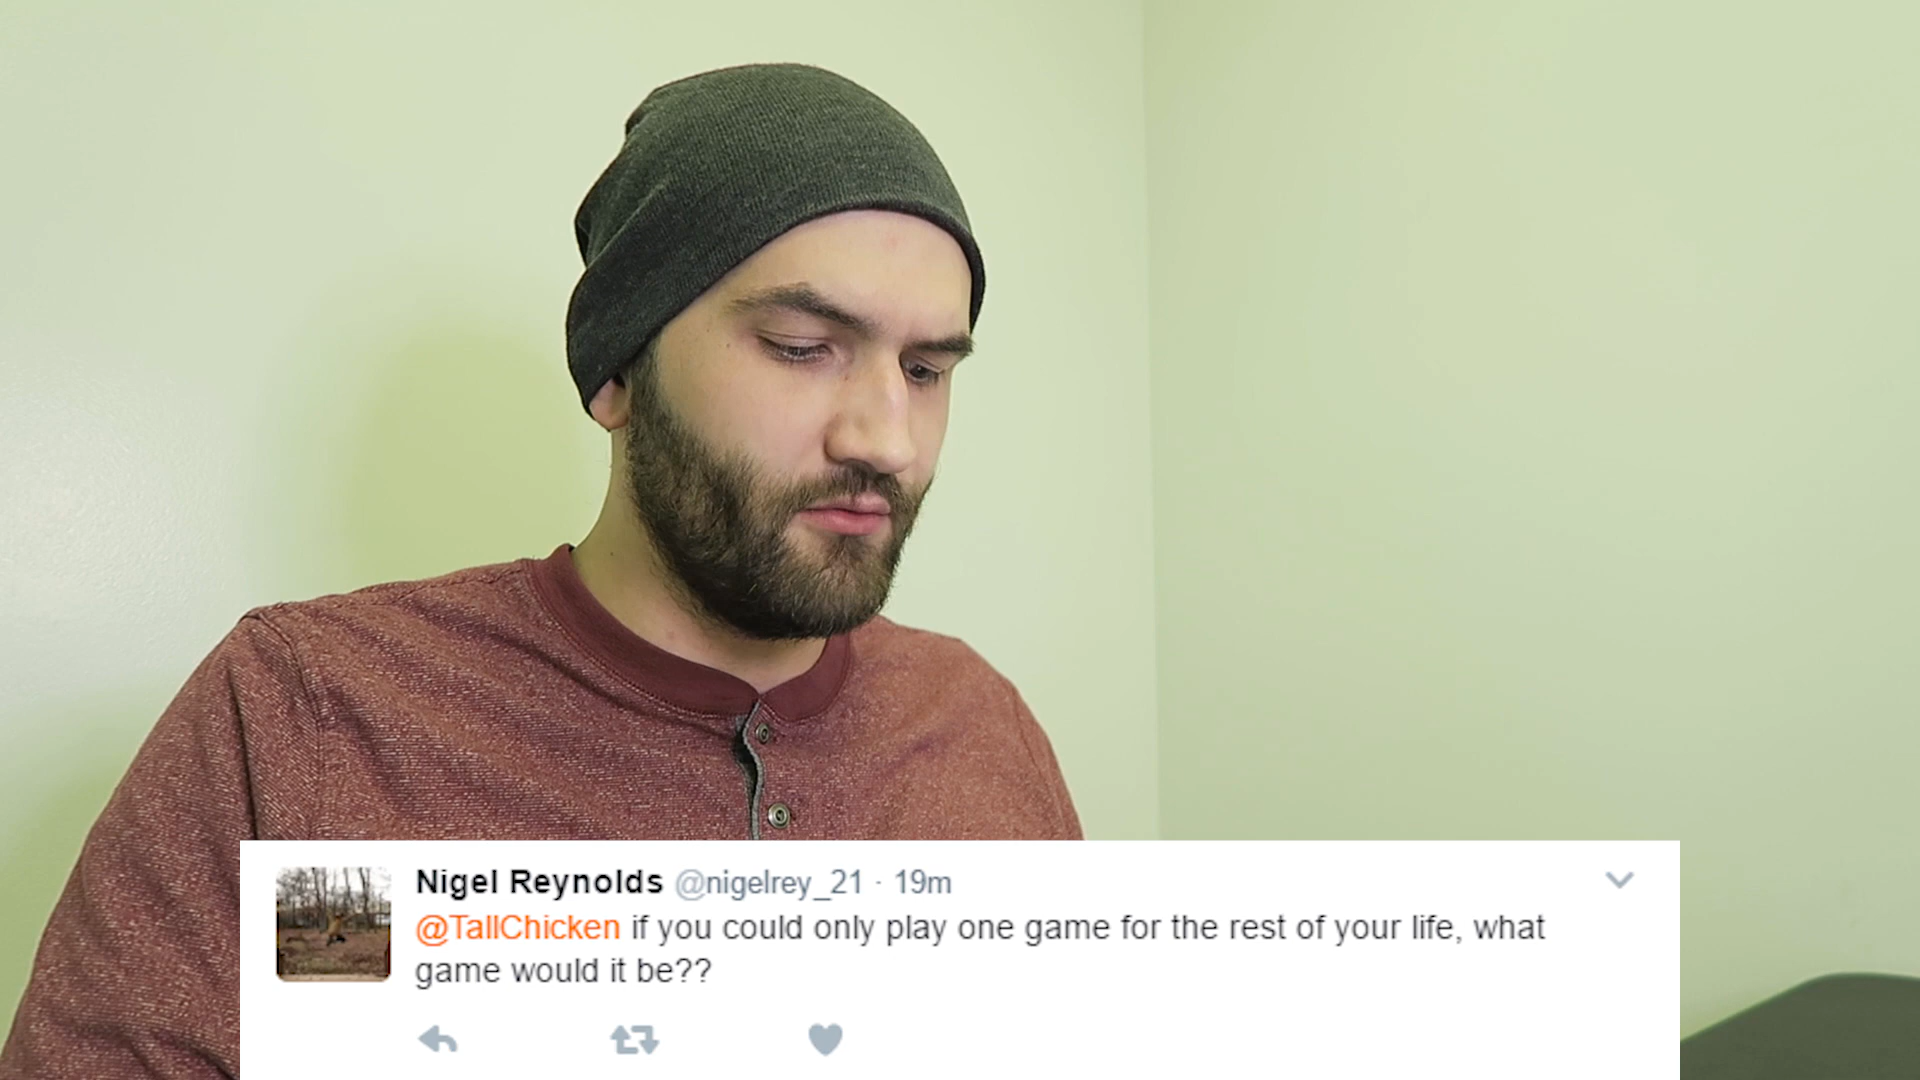 Nigel Reynolds @nigelrey_21 · 19m
@TallChicken if you could only play one game for the rest of your life, what
game would it be??